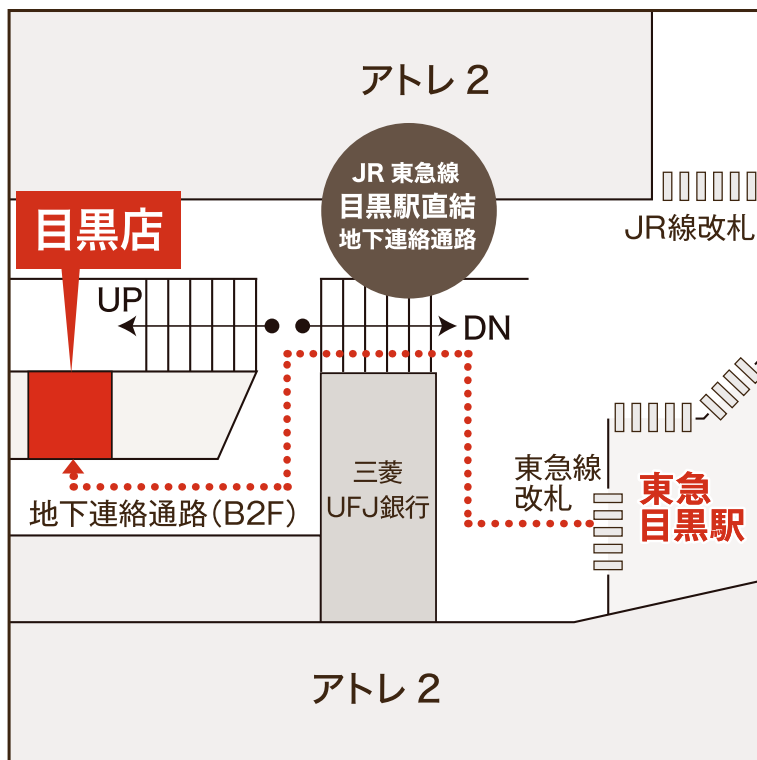 アトレ 2
JR 東急線
目黒駅直結
地下連絡通路
目黒店
JR線改札
UP
DN
三菱
UFJ銀行
東急線
改札
東急
目黒駅
地下連絡通路(B2F)
アトレ 2